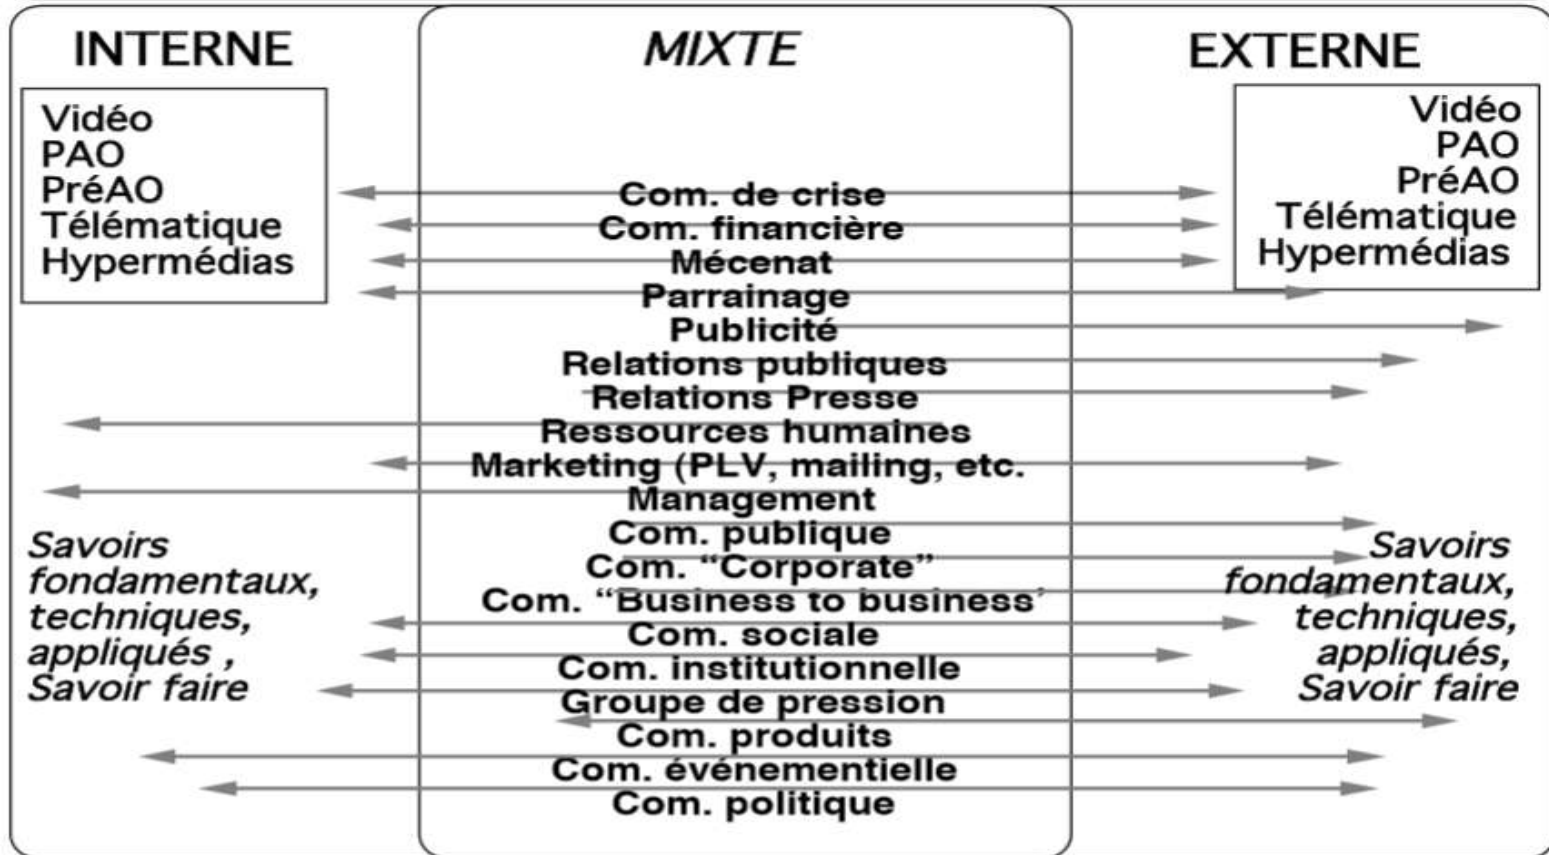 INTERNE
Vidéo
PAO
PréAO
Télématique
Hypermédias
Savoirs
fondamentaux,
techniques,
appliqués ,
Savoir faire
MIXTE
Com. de crise
Com. financière
Mécenat
Parrainage
Publicité
Relations publiques
Relations Presse
Ressources humaines
Marketing (PLV, mailing, etc.
Management
Com. publique
Com. “Corporate”
Com. “Business to business’
Com. sociale
Com. institutionnelle
Groupe de pression
Com. produits
Com. événementielle
Com. politique
EXTERNE
Vidéo
PAO
PréAO
Télématique
Hypermédias
Savoirs
fondamentaux,
techniques,
appliqués,
Savoir faire